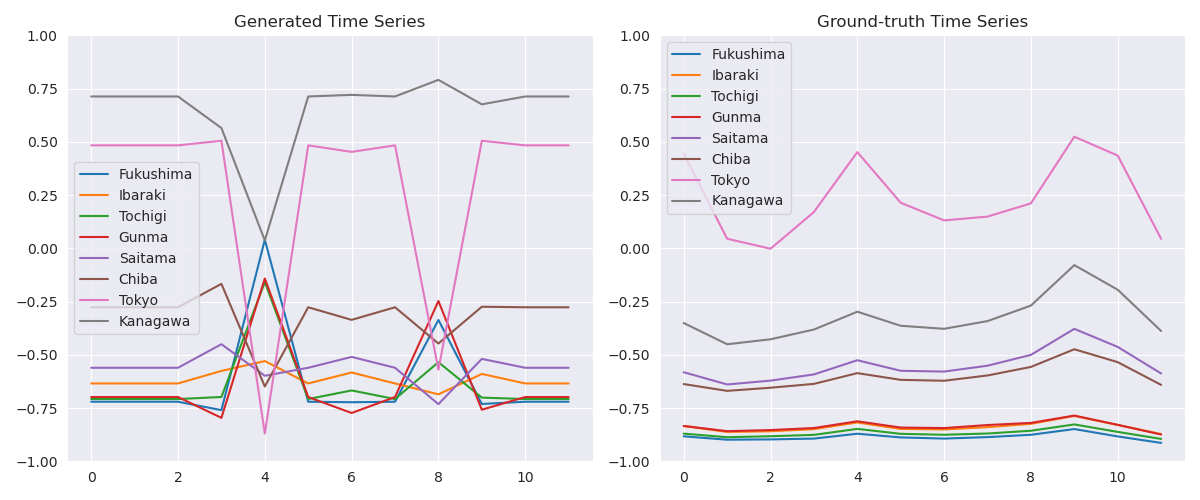 Generated Time Series
1.00
0.75
0.50
0.25
0.00
−0.25
−0.50
−0.75
−1.00
Fukushima
Ibaraki
Tochigi
Gunma
Saitama
Chiba
Tokyo
Kanagawa
0 2 4 6 8 10
Ground-truth Time Series
1.00
0.75
0.50
0.25
0.00
−0.25
−0.50
−0.75
−1.00
Fukushima
Ibaraki
Tochigi
Gunma
Saitama
Chiba
Tokyo
Kanagawa
0 2 4 6 8 10